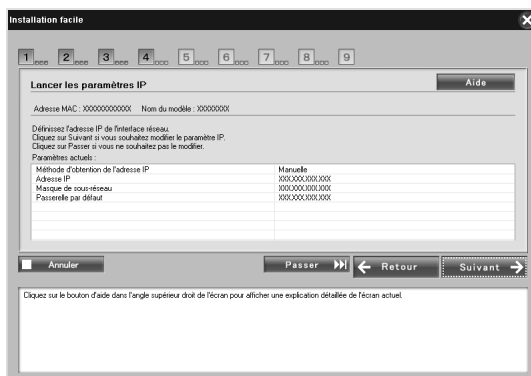 Installation facile
1 2 3 4 5 6 7 8 9
Lancer les paramètres IP
Aide
Adresse MAC : XXXXXXXXXXXX Nom du modèle : XXXXXXXX
Définissez l'adresse IP de l'interface réseau.
Cliquez sur Suivant si vous souhaitez modifier le paramètre IP.
Cliquez sur Passer si vous ne souhaitez pas le modifier.
Paramètres actuels :
Méthode d'obtention de l'adresse IP Manuelle
Adresse IP XXX.XXX.XXX.XXX
Masque de sous-réseau XXX.XXX.XXX.XXX
Passerelle par défaut XXX.XXX.XXX.XXX
Annuler Passer Retour Suivant
Cliquez sur le bouton d'aide dans l'angle supérieur droit de l'écran pour afficher une explication détaillée de l'écran actuel.